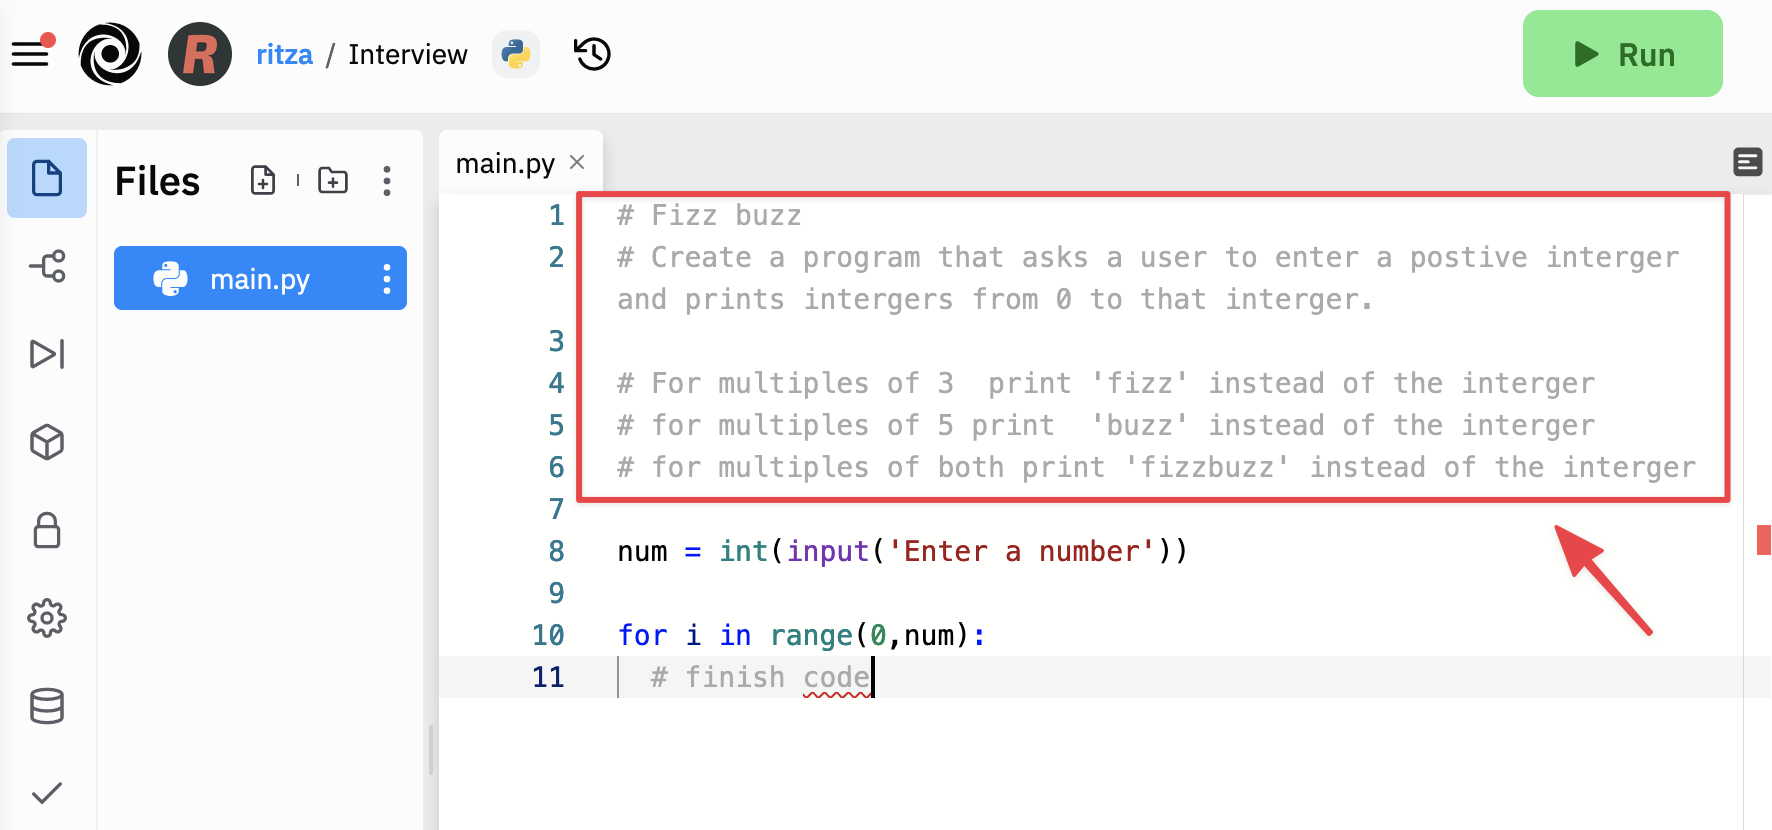 R ritza / Interview
Run
Files
main.py
main.py
1 # Fizz buzz
2 # Create a program that asks a user to enter a postive interger
and prints intergers from 0 to that interger.
3
4 # For multiples of 3  print 'fizz' instead of the interger
5 # for multiples of 5 print  'buzz' instead of the interger
6 # for multiples of both print 'fizzbuzz' instead of the interger
7
8 num = int(input('Enter a number'))
9
10 for i in range(0,num):
11   # finish code